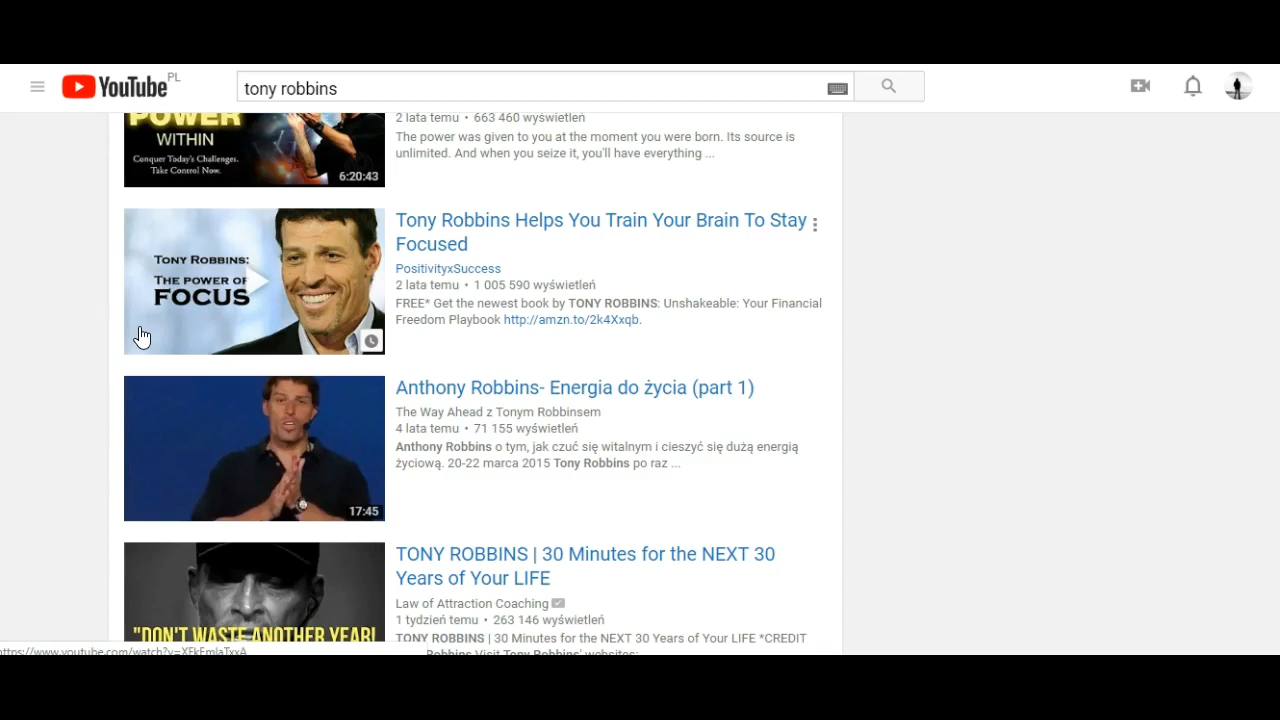 YouTube PL
tony robbins
POWER
WITHIN
Conquer Today's Challenges.
Take Control Now.
6:20:43
2 lata temu • 663 460 wyświetleń
The power was given to you at the moment you were born. Its source is
unlimited. And when you seize it, you'll have everything ...
TONY ROBBINS:
THE POWER OF
FOCUS
Tony Robbins Helps You Train Your Brain To Stay
Focused
PositivityxSuccess
2 lata temu • 1 005 590 wyświetleń
FREE* Get the newest book by TONY ROBBINS: Unshakeable: Your Financial
Freedom Playbook http://amzn.to/2k4Xxqb.
17:45
Anthony Robbins- Energia do życia (part 1)
The Way Ahead z Tonym Robbinsem
4 lata temu • 71 155 wyświetleń
Anthony Robbins o tym, jak czuć się witalnym i cieszyć się dużą energią
życiową. 20-22 marca 2015 Tony Robbins po raz ...
"DON'T WASTE ANOTHER YEAR!
TONY ROBBINS | 30 Minutes for the NEXT 30
Years of Your LIFE
Law of Attraction Coaching
1 tydzień temu • 263 146 wyświetleń
TONY ROBBINS | 30 Minutes for the NEXT 30 Years of Your LIFE *CREDIT
Robbins Visit Tony Robbins' websites: